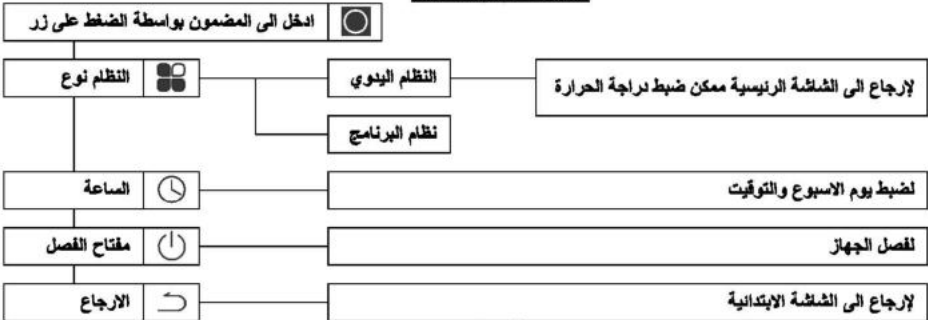 ادخل الى المضمون بواسطة الضغط على زر
النظام نوع
النظام اليدوي
لإرجاع الى الشاشة الرئيسية ممكن ضبط دراجة الحرارة
نظام البرنامج
الساعة
لضبط يوم الاسبوع والتوقيت
مفتاح الفصل
لفصل الجهاز
الارجاع
لإرجاع الى الشاشة الابتدائية